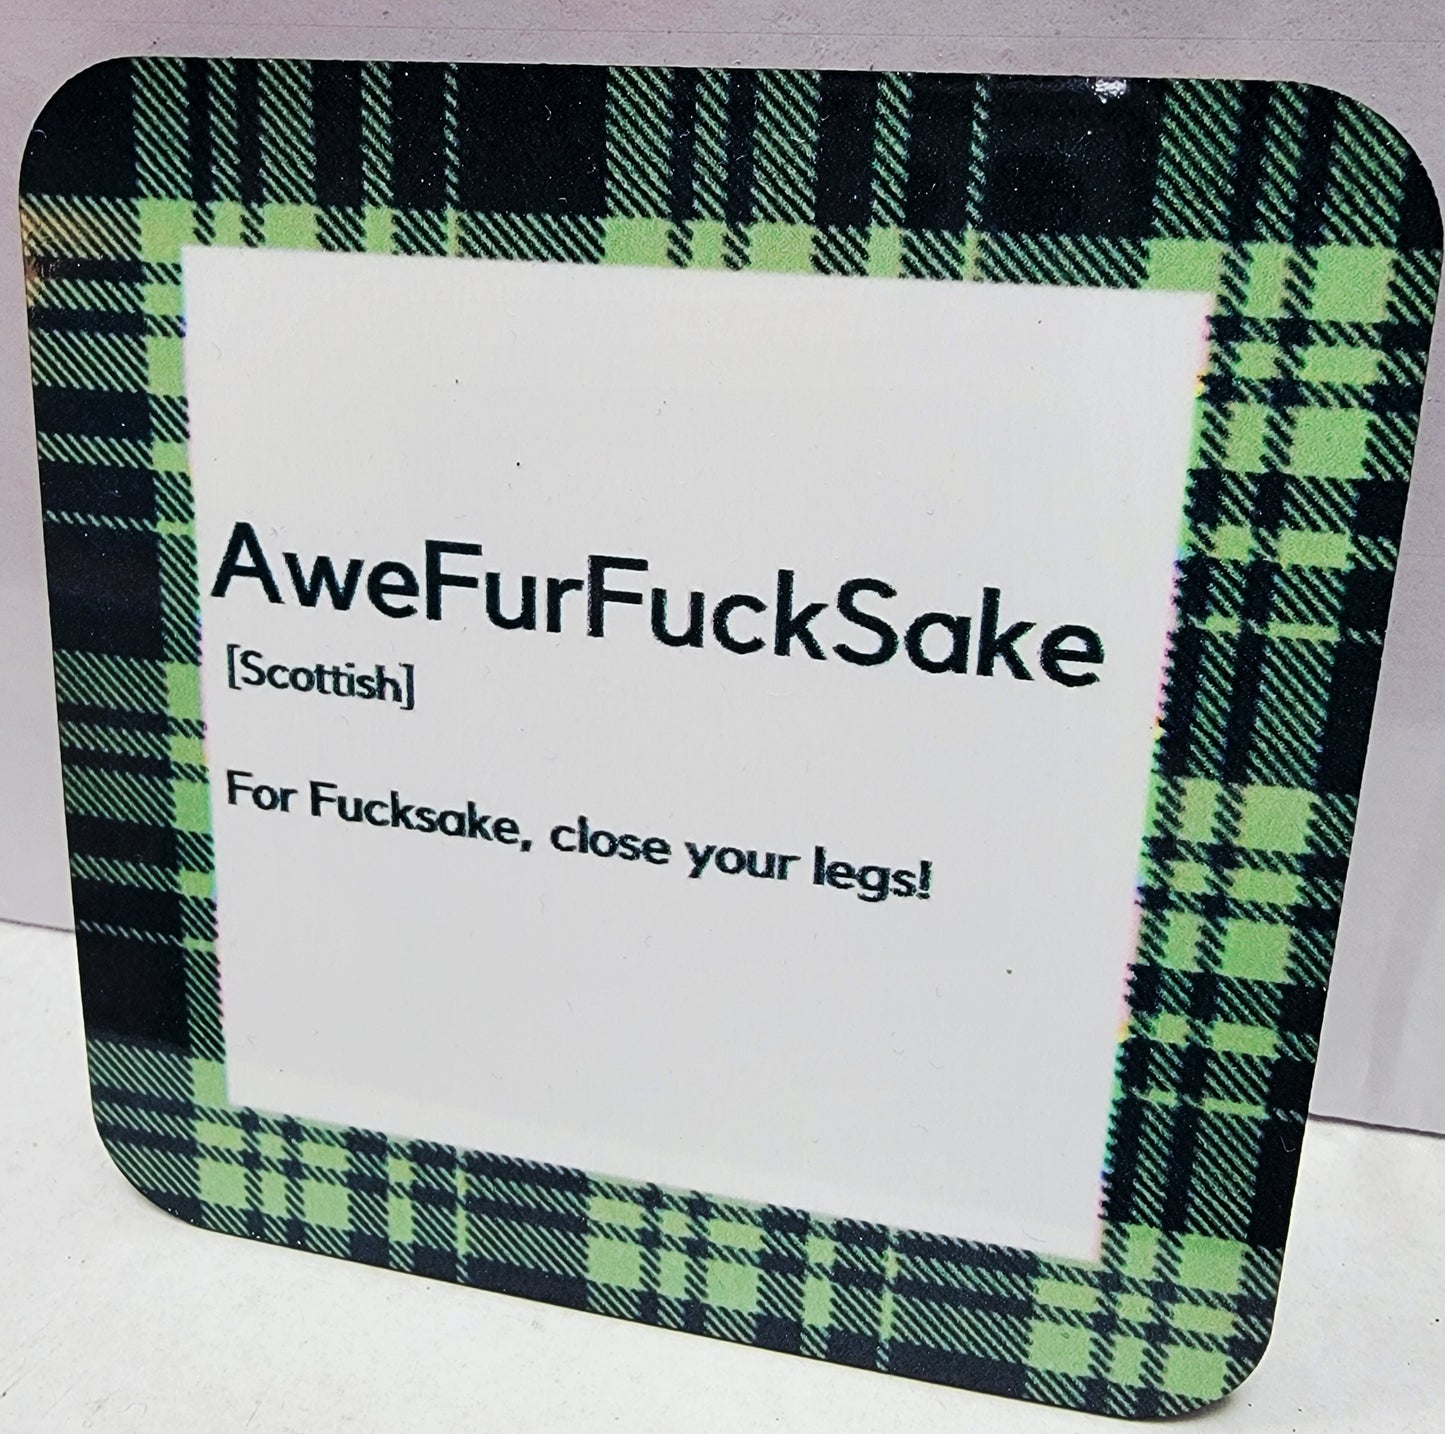 AweFurFuckSake
[Scottish]
For Fucksake, close your legs!